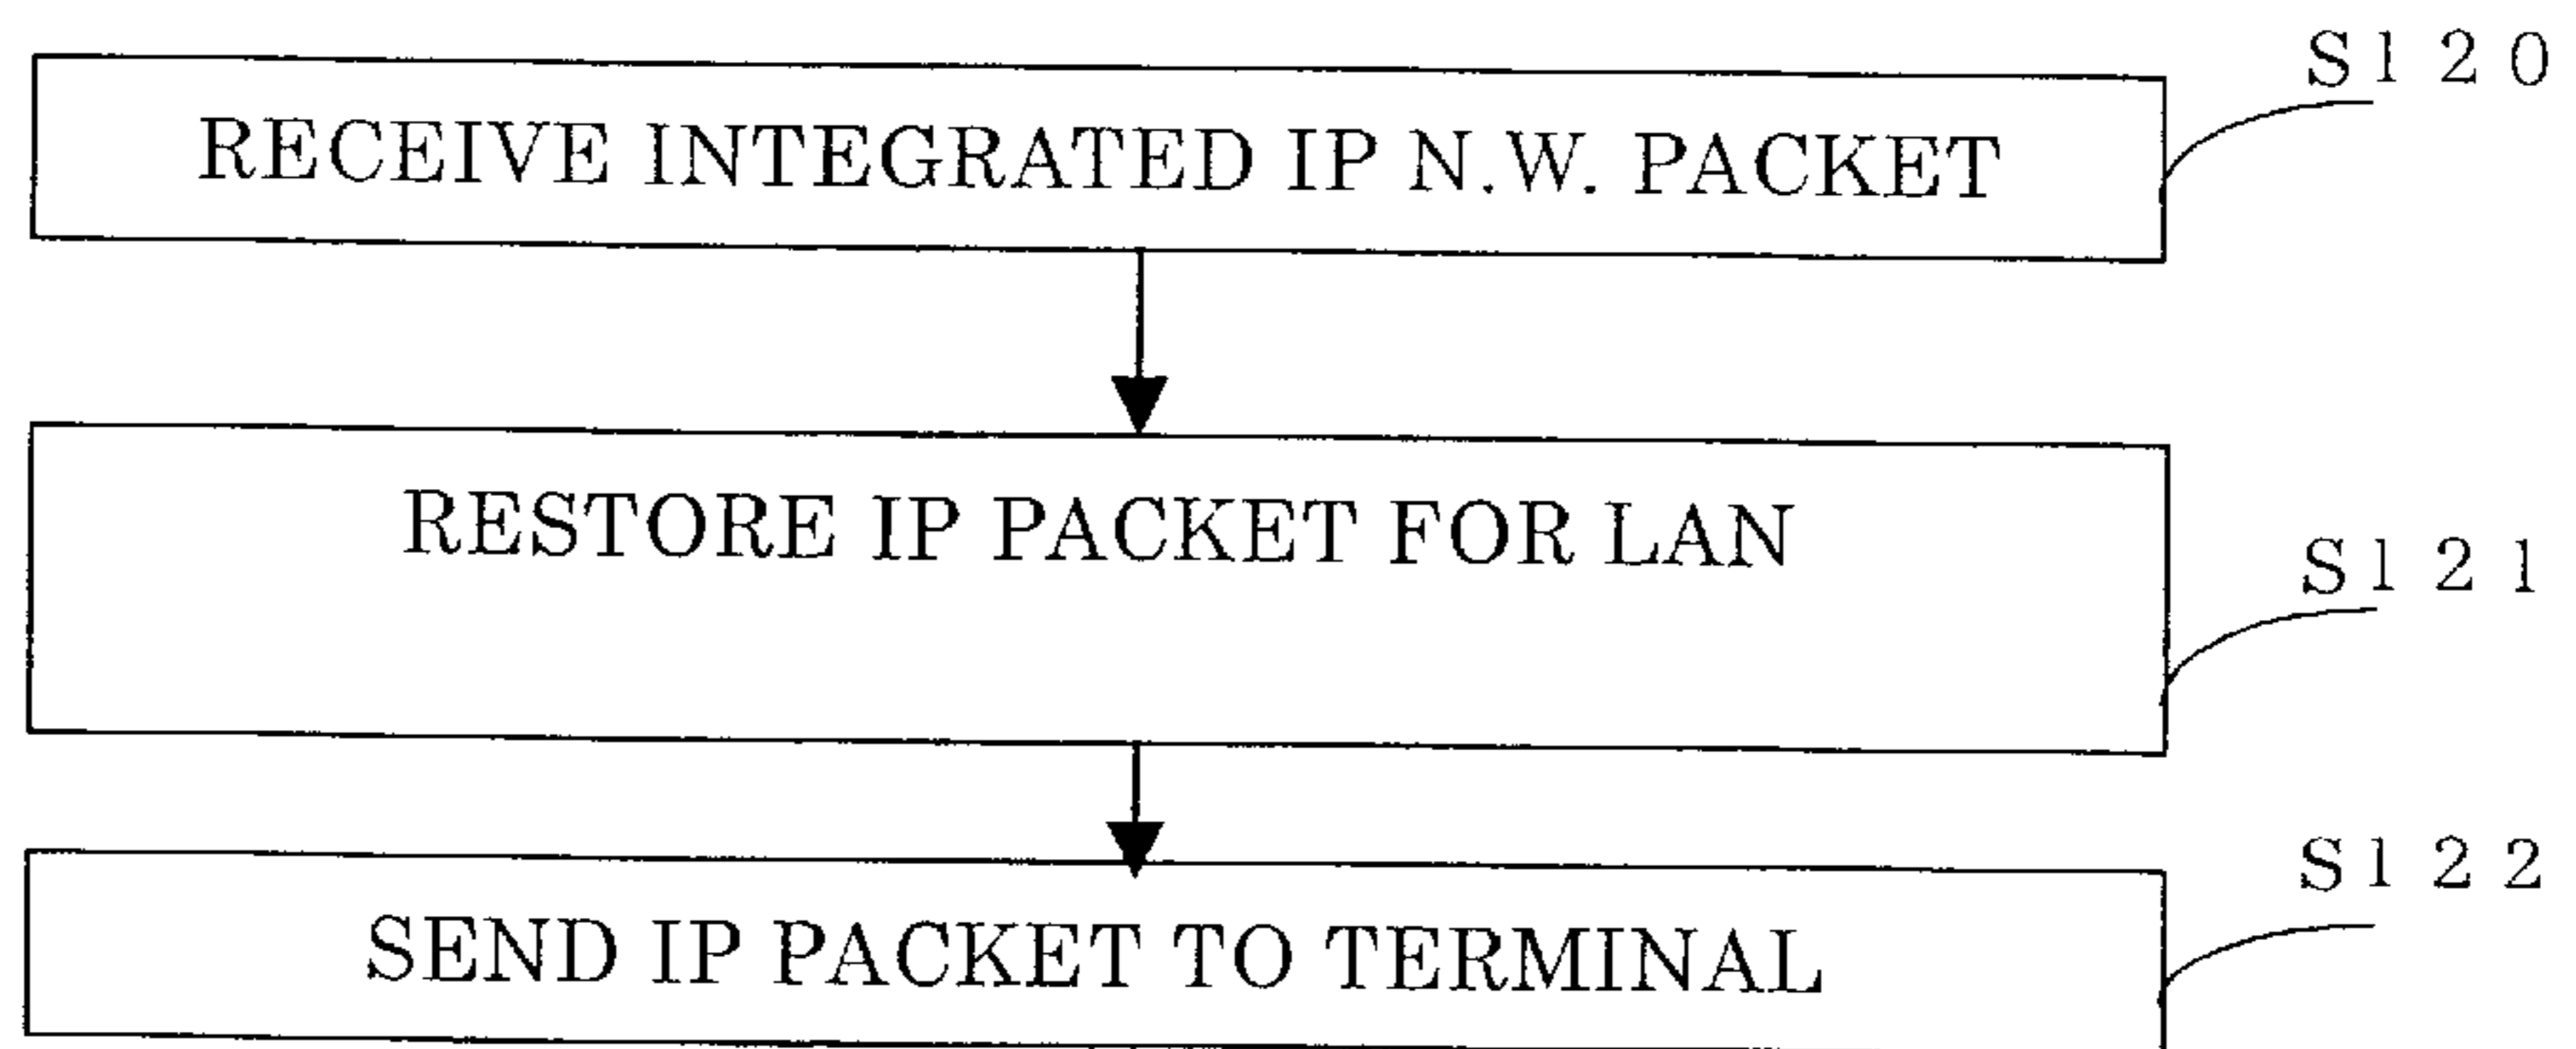 S120
RECEIVE INTEGRATED IP N.W. PACKET
RESTORE IP PACKET FOR LAN
S121
S122
SEND IP PACKET TO TERMINAL